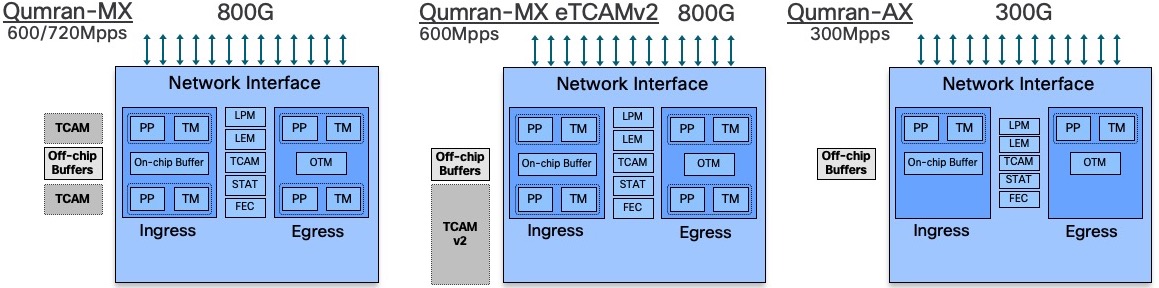 Qumran-MX 800G
600/720Mpps
Network Interface
TCAM
Off-chip
Buffers
TCAM
PP TM
On-chip Buffer
PP TM
Ingress
LPM
LEM
TCAM
STAT
FEC
PP TM
OTM
PP TM
Egress
Qumran-MX eTCAMv2 800G
600Mpps
Network Interface
Off-chip
Buffers
TCAM
v2
PP TM
On-chip Buffer
PP TM
Ingress
LPM
LEM
TCAM
STAT
FEC
PP TM
OTM
PP TM
Egress
Qumran-AX 300G
300Mpps
Network Interface
Off-chip
Buffers
PP TM
On-chip Buffer
Ingress
LPM
LEM
TCAM
STAT
FEC
PP TM
OTM
Egress